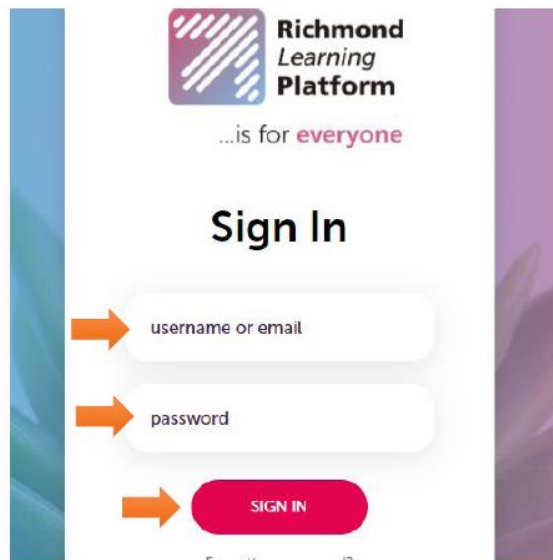 Richmond
Learning
Platform
...is for everyone
Sign In
username or email
password
SIGN IN